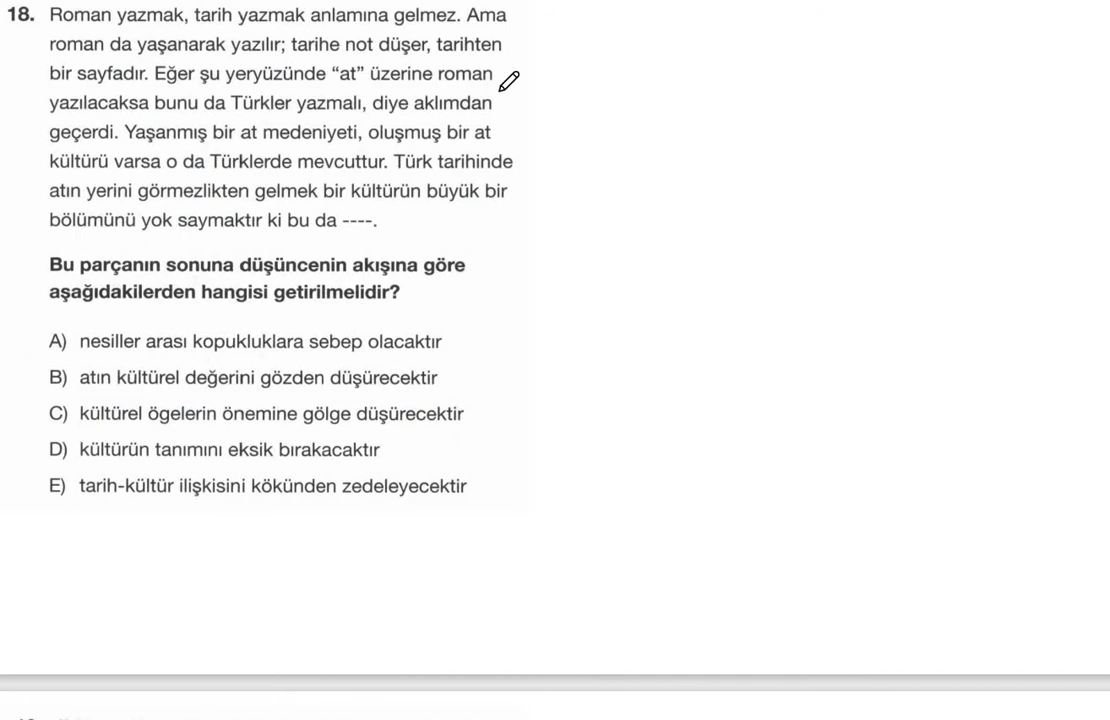 18. Roman yazmak, tarih yazmak anlamına gelmez. Ama
roman da yaşanarak yazılır; tarihe not düşer, tarihten
bir sayfadır. Eğer şu yeryüzünde “at” üzerine roman
yazılacaksa bunu da Türkler yazmalı, diye aklımdan
geçerdi. Yaşanmış bir at medeniyeti, oluşmuş bir at
kültürü varsa o da Türklerde mevcuttur. Türk tarihinde
atın yerini görmezlikten gelmek bir kültürün büyük bir
bölümünü yok saymaktır ki bu da ----.
Bu parçanın sonuna düşüncenin akışına göre
aşağıdakilerden hangisi getirilmelidir?
A) nesiller arası kopukluklara sebep olacaktır
B) atın kültürel değerini gözden düşürecektir
C) kültürel ögelerin önemine gölge düşürecektir
D) kültürün tanımını eksik bırakacaktır
E) tarih-kültür ilişkisini kökünden zedeleyecektir